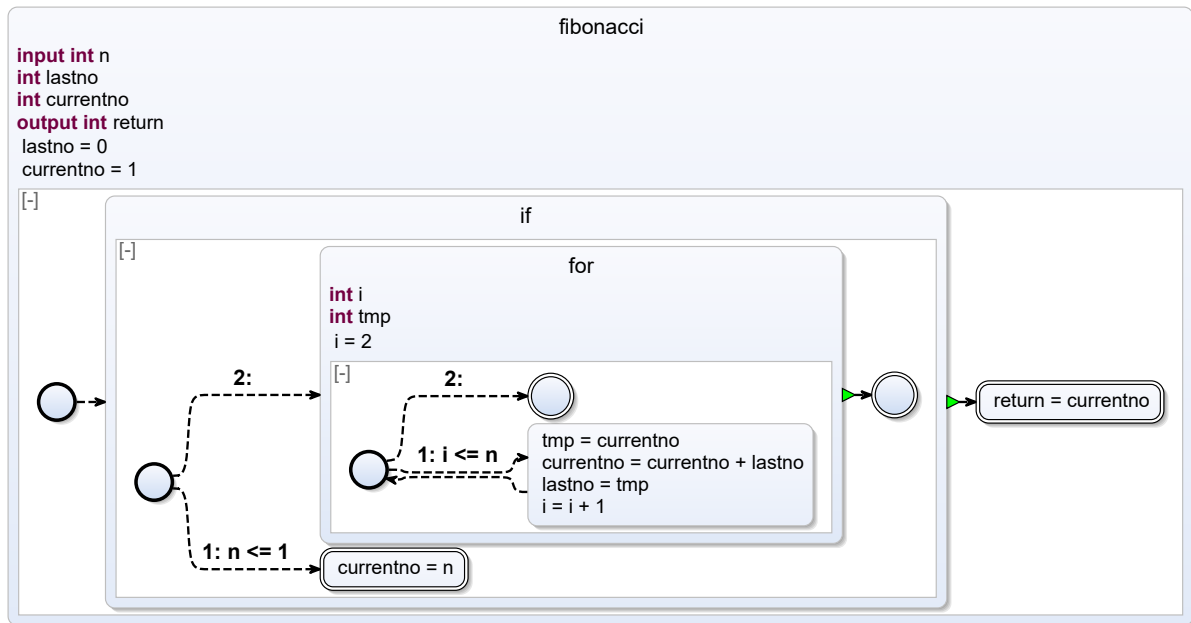 fibonacci
input int n
int lastno
int currentno
output int return
lastno = 0
currentno = 1
[-]
if
[-]
for
int i
int tmp
i = 2
[-]
2:
2:
1: i <= n
tmp = currentno
currentno = currentno + lastno
lastno = tmp
i = i + 1
return = currentno
1: n <= 1
currentno = n